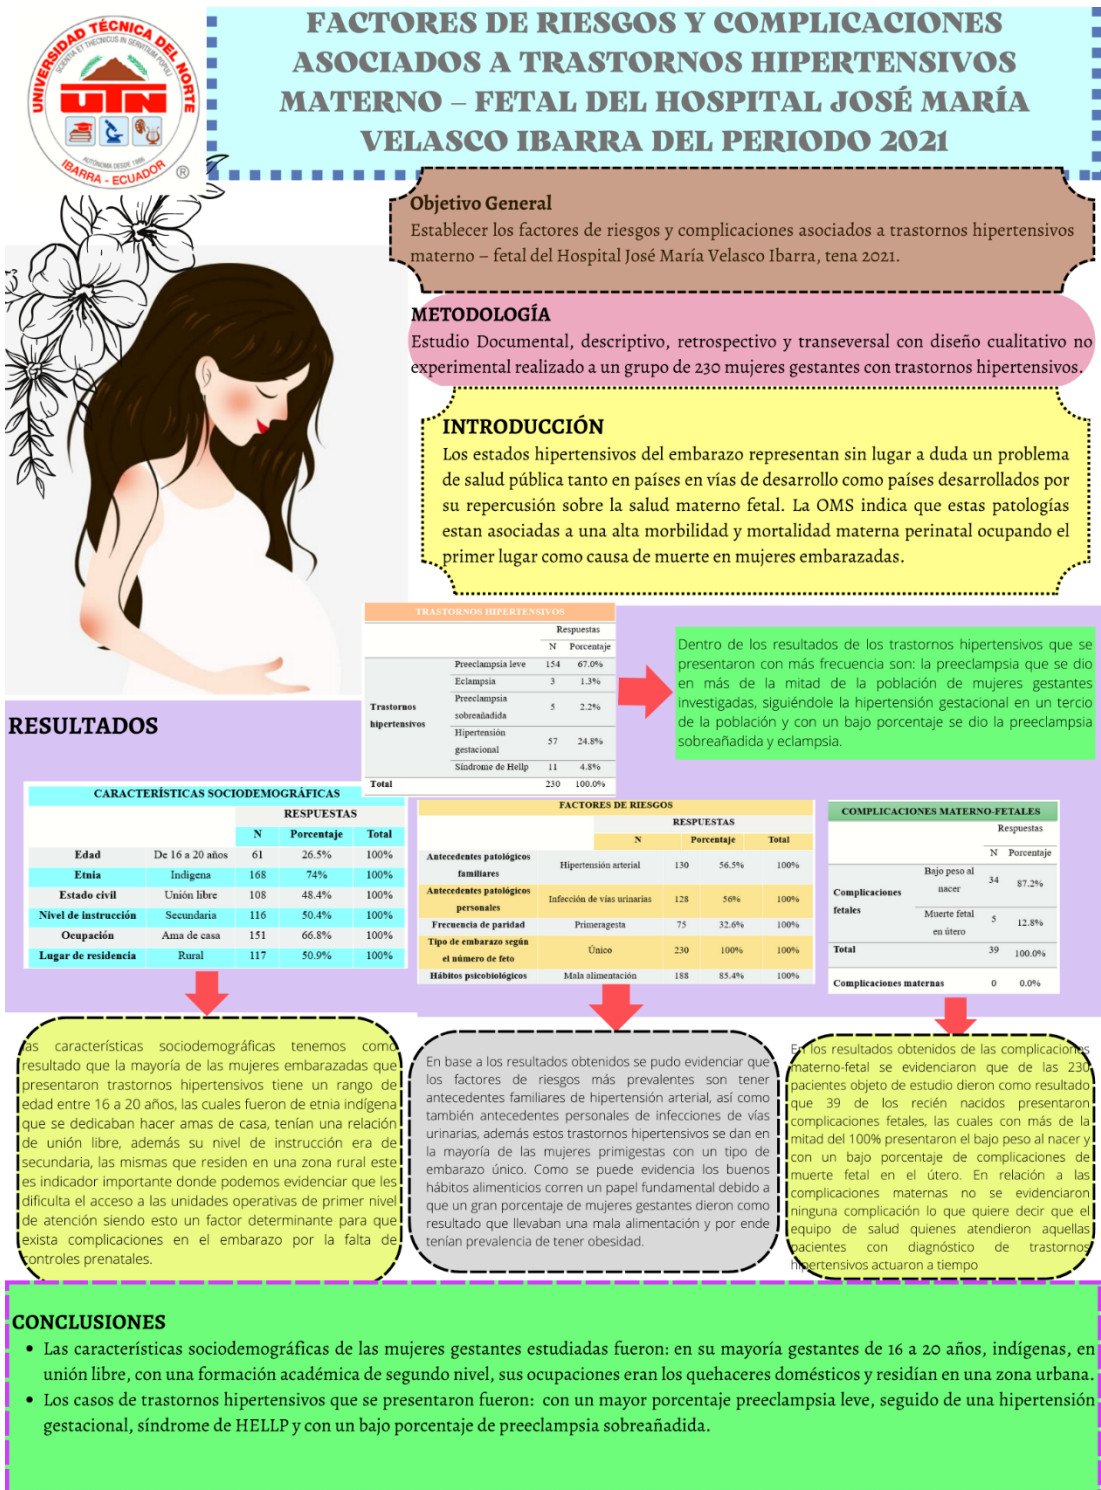 UNIVERSIDAD TÉCNICA DEL NORTE
SCIENTIA ET THECNICUS IN SERVITIUM POPULI
UTN
AUTÓNOMA DESDE 1986
IBARRA - ECUADOR
®
FACTORES DE RIESGOS Y COMPLICACIONES
ASOCIADOS A TRASTORNOS HIPERTENSIVOS
MATERNO – FETAL DEL HOSPITAL JOSÉ MARÍA
VELASCO IBARRA DEL PERIODO 2021
Objetivo General
Establecer los factores de riesgos y complicaciones asociados a trastornos hipertensivos
materno – fetal del Hospital José María Velasco Ibarra, tena 2021.
METODOLOGÍA
Estudio Documental, descriptivo, retrospectivo y transeversal con diseño cualitativo no
experimental realizado a un grupo de 230 mujeres gestantes con trastornos hipertensivos.
INTRODUCCIÓN
Los estados hipertensivos del embarazo representan sin lugar a duda un problema
de salud pública tanto en países en vías de desarrollo como países desarrollados por
su repercusión sobre la salud materno fetal. La OMS indica que estas patologías
estan asociadas a una alta morbilidad y mortalidad materna perinatal ocupando el
primer lugar como causa de muerte en mujeres embarazadas.
RESULTADOS
TRASTORNOS HIPERTENSIVOS
Respuestas
N Porcentaje
Trastornos hipertensivos
Preeclampsia leve 154 67.0%
Eclampsia 3 1.3%
Preeclampsia
sobreañadida 5 2.2%
Hipertensión
gestacional 57 24.8%
Síndrome de Hellp 11 4.8%
Total 230 100.0%
Dentro de los resultados de los trastornos hipertensivos que se
presentaron con más frecuencia son: la preeclampsia que se dio
en más de la mitad de la población de mujeres gestantes
investigadas, siguiéndole la hipertensión gestacional en un tercio
de la población y con un bajo porcentaje se dio la preeclampsia
sobreañadida y eclampsia.
CARACTERÍSTICAS SOCIODEMOGRÁFICAS
RESPUESTAS
N Porcentaje Total
Edad De 16 a 20 años 61 26.5% 100%
Etnia Indígena 168 74% 100%
Estado civil Unión libre 108 48.4% 100%
Nivel de instrucción Secundaria 116 50.4% 100%
Ocupación Ama de casa 151 66.8% 100%
Lugar de residencia Rural 117 50.9% 100%
FACTORES DE RIESGOS
RESPUESTAS
N Porcentaje Total
Antecedentes patológicos
familiares Hipertensión arterial 130 56.5% 100%
Antecedentes patológicos
personales Infección de vías urinarias 128 56% 100%
Frecuencia de paridad Primeragesta 75 32.6% 100%
Tipo de embarazo según
el número de feto Único 230 100% 100%
Hábitos psicobiológicos Mala alimentación 188 85.4% 100%
COMPLICACIONES MATERNO-FETALES
Respuestas
N Porcentaje
Complicaciones
fetales
Bajo peso al
nacer 34 87.2%
Muerte fetal
en útero 5 12.8%
Total 39 100.0%
Complicaciones maternas 0 0.0%
as características sociodemográficas tenemos como
resultado que la mayoría de las mujeres embarazadas que
presentaron trastornos hipertensivos tiene un rango de
edad entre 16 a 20 años, las cuales fueron de etnia indígena
que se dedicaban hacer amas de casa, tenían una relación
de unión libre, además su nivel de instrucción era de
secundaria, las mismas que residen en una zona rural este
es indicador importante donde podemos evidenciar que les
dificulta el acceso a las unidades operativas de primer nivel
de atención siendo esto un factor determinante para que
exista complicaciones en el embarazo por la falta de
controles prenatales.
En base a los resultados obtenidos se pudo evidenciar que
los factores de riesgos más prevalentes son tener
antecedentes familiares de hipertensión arterial, así como
también antecedentes personales de infecciones de vías
urinarias, además estos trastornos hipertensivos se dan en
la mayoría de las mujeres primigestas con un tipo de
embarazo único. Como se puede evidencia los buenos
hábitos alimenticios corren un papel fundamental debido a
que un gran porcentaje de mujeres gestantes dieron como
resultado que llevaban una mala alimentación y por ende
tenían prevalencia de tener obesidad.
En los resultados obtenidos de las complicaciones
materno-fetal se evidenciaron que de las 230
pacientes objeto de estudio dieron como resultado
que 39 de los recién nacidos presentaron
complicaciones fetales, las cuales con más de la
mitad del 100% presentaron el bajo peso al nacer y
con un bajo porcentaje de complicaciones de
muerte fetal en el útero. En relación a las
complicaciones maternas no se evidenciaron
ninguna complicación lo que quiere decir que el
equipo de salud quienes atendieron aquellas
pacientes con diagnóstico de trastornos
hipertensivos actuaron a tiempo
CONCLUSIONES
• Las características sociodemográficas de las mujeres gestantes estudiadas fueron: en su mayoría gestantes de 16 a 20 años, indígenas, en
unión libre, con una formación académica de segundo nivel, sus ocupaciones eran los quehaceres domésticos y residían en una zona urbana.
• Los casos de trastornos hipertensivos que se presentaron fueron: con un mayor porcentaje preeclampsia leve, seguido de una hipertensión
gestacional, síndrome de HELLP y con un bajo porcentaje de preeclampsia sobreañadida.